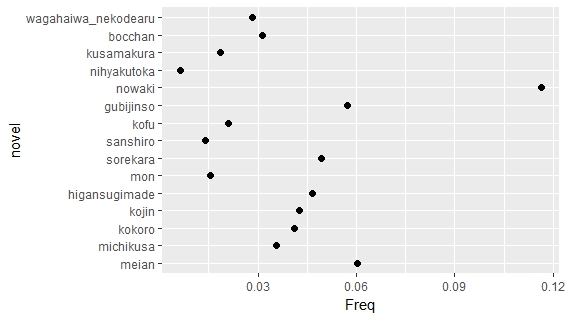 wagahaiwa_nekodearu
bocchan
kusamakura
nihyakutoka
nowaki
gubijinso
kofu
sanshiro
sorekara
mon
higansugimade
kojin
kokoro
michikusa
meian
novel
0.03 0.06 0.09 0.12
Freq